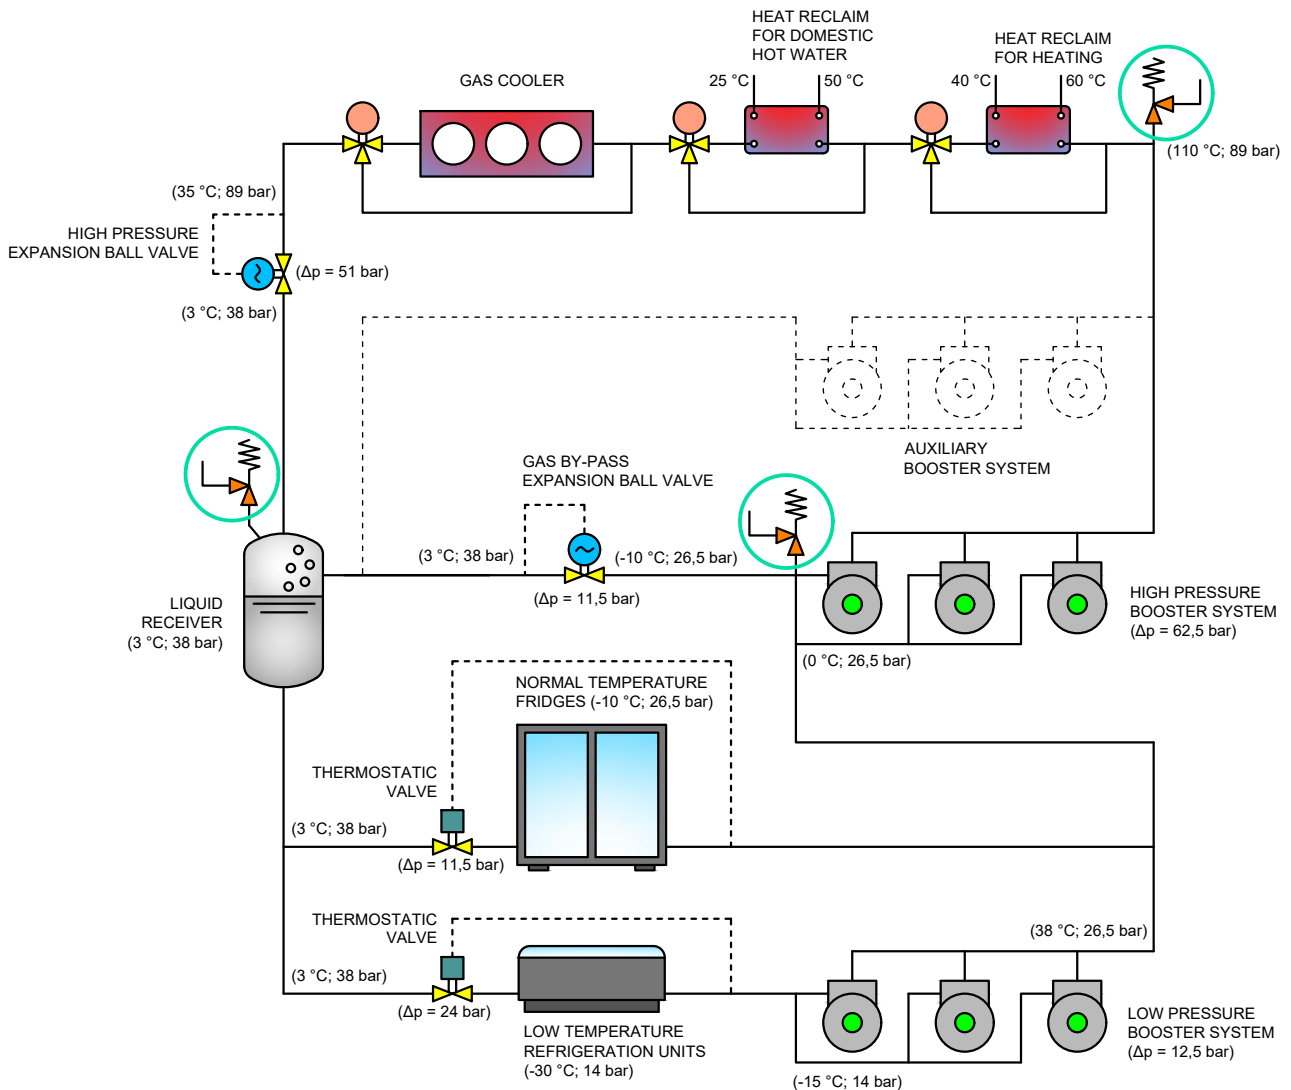 HEAT RECLAIM
FOR DOMESTIC
HOT WATER
HEAT RECLAIM
FOR HEATING
GAS COOLER
25 °C
50 °C
40 °C
60 °C
(110 °C; 89 bar)
(35 °C; 89 bar)
HIGH PRESSURE
EXPANSION BALL VALVE
(Δp = 51 bar)
(3 °C; 38 bar)
AUXILIARY
BOOSTER SYSTEM
GAS BY-PASS
EXPANSION BALL VALVE
(3 °C; 38 bar)
(-10 °C; 26,5 bar)
(Δp = 11,5 bar)
HIGH PRESSURE
BOOSTER SYSTEM
(Δp = 62,5 bar)
LIQUID
RECEIVER
(3 °C; 38 bar)
(0 °C; 26,5 bar)
NORMAL TEMPERATURE
FRIDGES (-10 °C; 26,5 bar)
THERMOSTATIC
VALVE
(3 °C; 38 bar)
(Δp = 11,5 bar)
THERMOSTATIC
VALVE
(38 °C; 26,5 bar)
(3 °C; 38 bar)
(Δp = 24 bar)
LOW TEMPERATURE
REFRIGERATION UNITS
(-30 °C; 14 bar)
LOW PRESSURE
BOOSTER SYSTEM
(Δp = 12,5 bar)
(-15 °C; 14 bar)